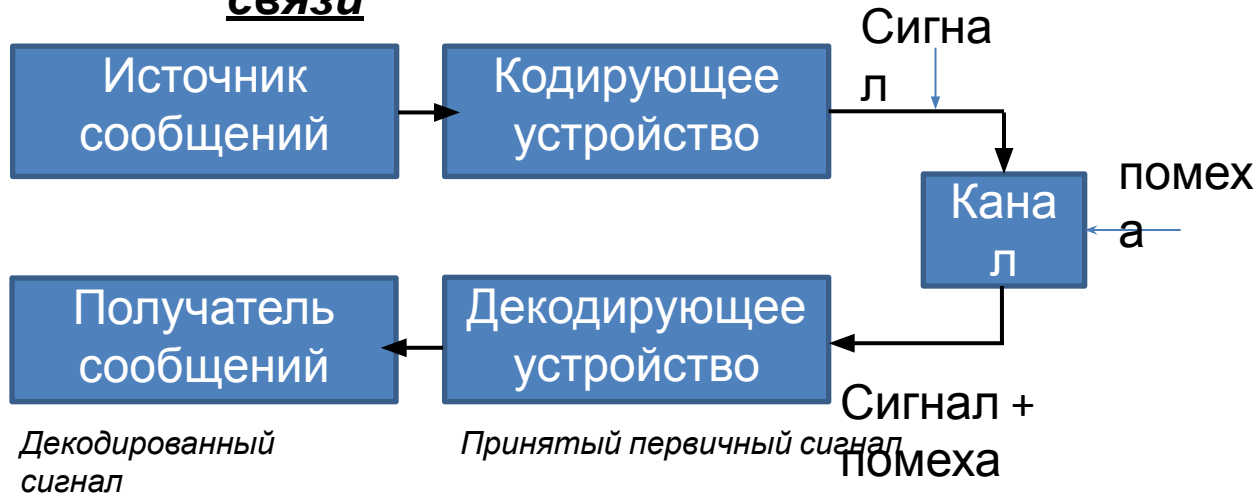 связи
Источник
сообщений
Кодирующее
устройство
Сигна
л
помех
а
Кана
л
Получатель
сообщений
Декодирующее
устройство
Сигнал +
помеха
Декодированный
сигнал
Принятый первичный сигнал